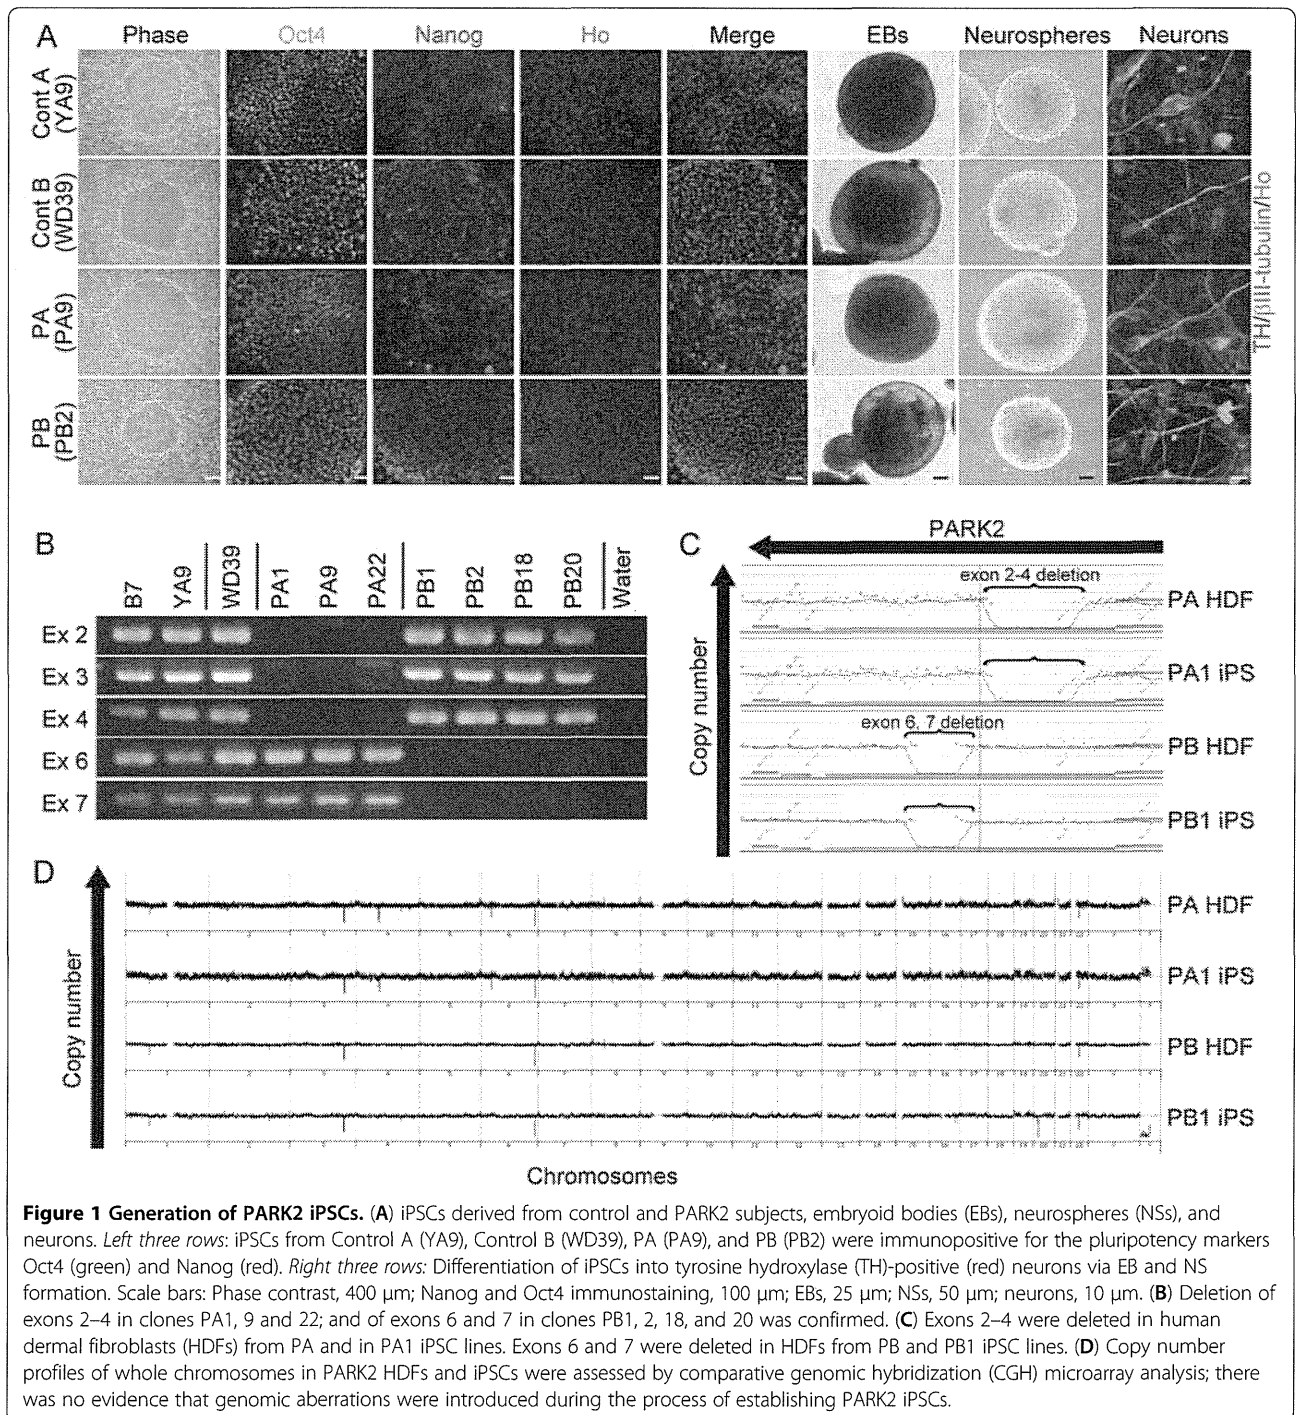 A
Phase Oct4 Nanog Ho Merge EBs Neurospheres Neurons
Cont A
(YA9)
Cont B
(WD39)
PA
(PA9)
PB
(PB2)
TH/βIII-tubulin/Ho
B
B7 YA9 WD39 PA1 PA9 PA22 PB1 PB2 PB18 PB20 Water
Ex 2
Ex 3
Ex 4
Ex 6
Ex 7
C
PARK2
Copy number
exon 2-4 deletion
PA HDF
PA1 iPS
exon 6, 7 deletion
PB HDF
PB1 iPS
D
Copy number
PA HDF
PA1 iPS
PB HDF
PB1 iPS
Chromosomes
Figure 1 Generation of PARK2 iPSCs. (A) iPSCs derived from control and PARK2 subjects, embryoid bodies (EBs), neurospheres (NSs), and
neurons. Left three rows: iPSCs from Control A (YA9), Control B (WD39), PA (PA9), and PB (PB2) were immunopositive for the pluripotency markers
Oct4 (green) and Nanog (red). Right three rows: Differentiation of iPSCs into tyrosine hydroxylase (TH)-positive (red) neurons via EB and NS
formation. Scale bars: Phase contrast, 400 μm; Nanog and Oct4 immunostaining, 100 μm; EBs, 25 μm; NSs, 50 μm; neurons, 10 μm. (B) Deletion of
exons 2–4 in clones PA1, 9 and 22; and of exons 6 and 7 in clones PB1, 2, 18, and 20 was confirmed. (C) Exons 2–4 were deleted in human
dermal fibroblasts (HDFs) from PA and in PA1 iPSC lines. Exons 6 and 7 were deleted in HDFs from PB and PB1 iPSC lines. (D) Copy number
profiles of whole chromosomes in PARK2 HDFs and iPSCs were assessed by comparative genomic hybridization (CGH) microarray analysis; there
was no evidence that genomic aberrations were introduced during the process of establishing PARK2 iPSCs.